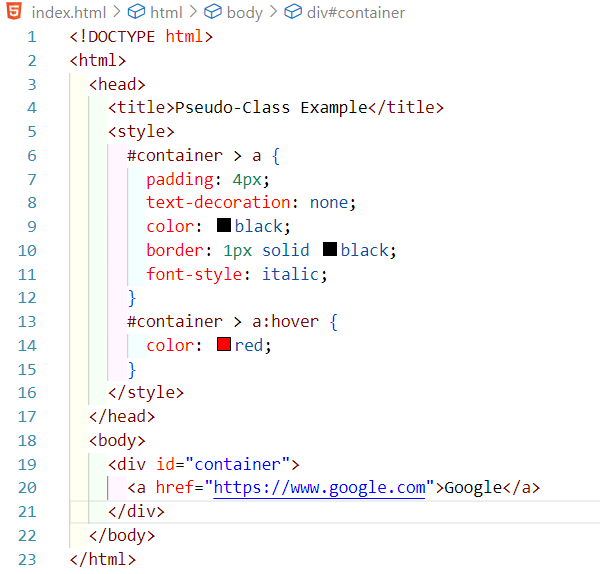 index.html > html > body > div#container
1 <!DOCTYPE html>
2 <html>
3   <head>
4     <title>Pseudo-Class Example</title>
5     <style>
6       #container > a {
7         padding: 4px;
8         text-decoration: none;
9         color: black;
10         border: 1px solid black;
11         font-style: italic;
12       }
13       #container > a:hover {
14         color: red;
15       }
16     </style>
17   </head>
18   <body>
19     <div id="container">
20       <a href="https://www.google.com">Google</a>
21     </div>
22   </body>
23 </html>